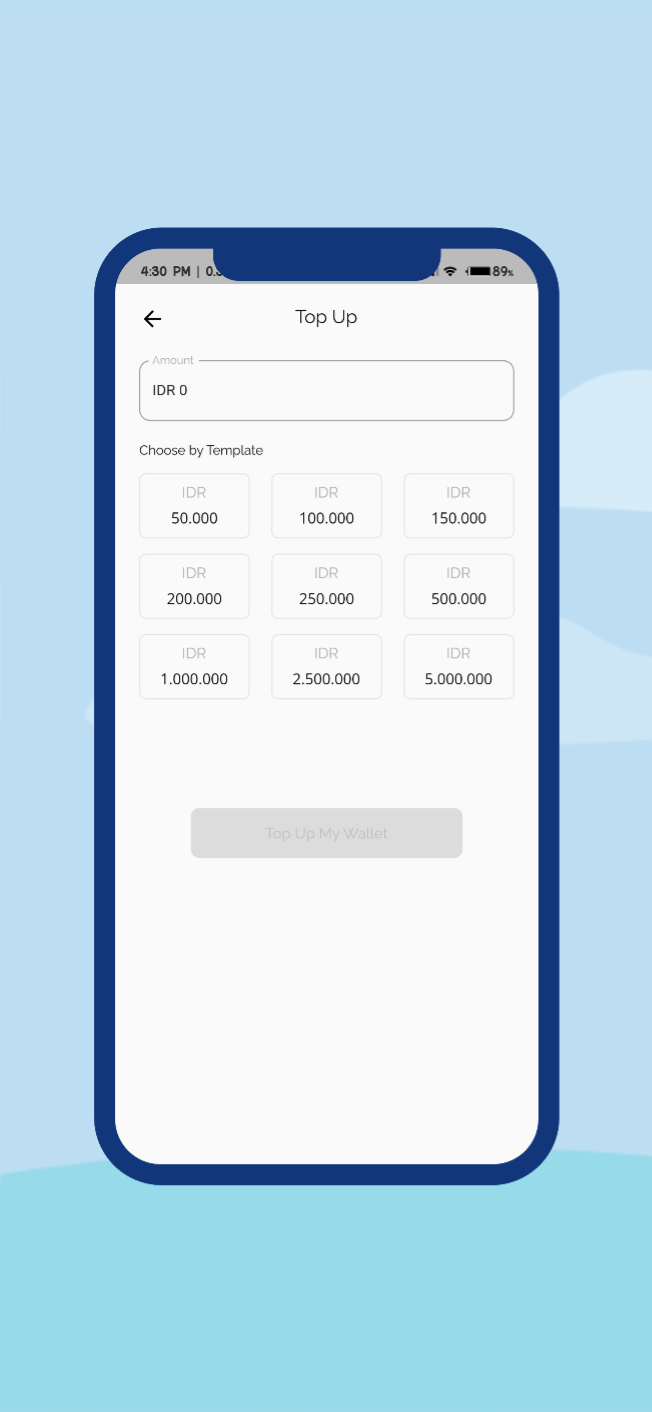 4:30 PM | 0.
89%
Top Up
Amount
IDR 0
Choose by Template
IDR
50.000
IDR
100.000
IDR
150.000
IDR
200.000
IDR
250.000
IDR
500.000
IDR
1.000.000
IDR
2.500.000
IDR
5.000.000
Top Up My Wallet